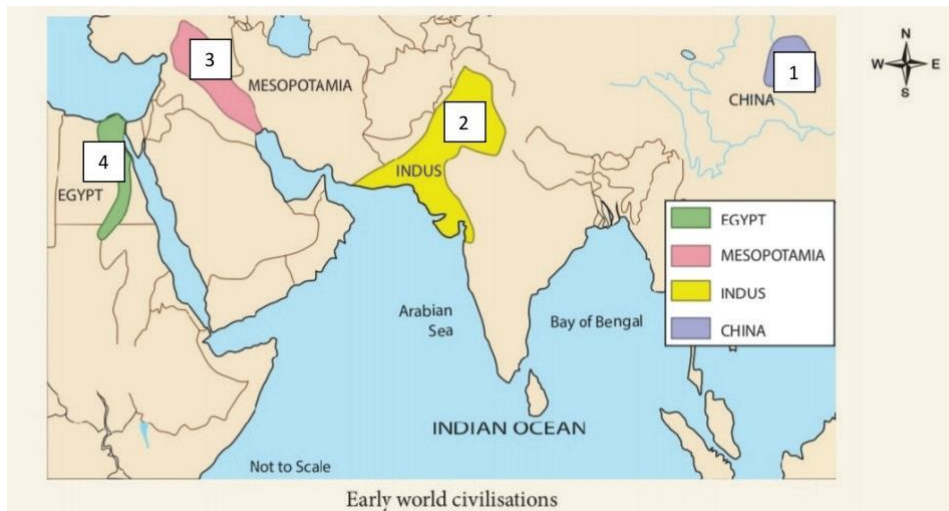 N
W E
S
3
MESOPOTAMIA
1
CHINA
2
INDUS
4
EGYPT
EGYPT
MESOPOTAMIA
INDUS
CHINA
Arabian
Sea
Bay of Bengal
INDIAN OCEAN
Not to Scale
Early world civilisations